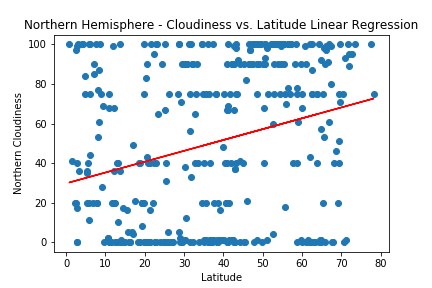 Northern Hemisphere - Cloudiness vs. Latitude Linear Regression
100
80
60
40
20
0
Northern Cloudiness
0 10 20 30 40 50 60 70 80
Latitude